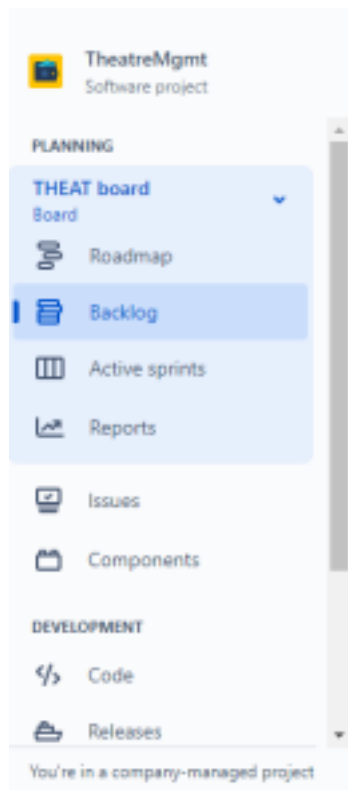 TheatreMgmt
Software project
PLANNING
THEAT board
Board
Roadmap
Backlog
Active sprints
Reports
Issues
Components
DEVELOPMENT
Code
Releases
You're in a company-managed project